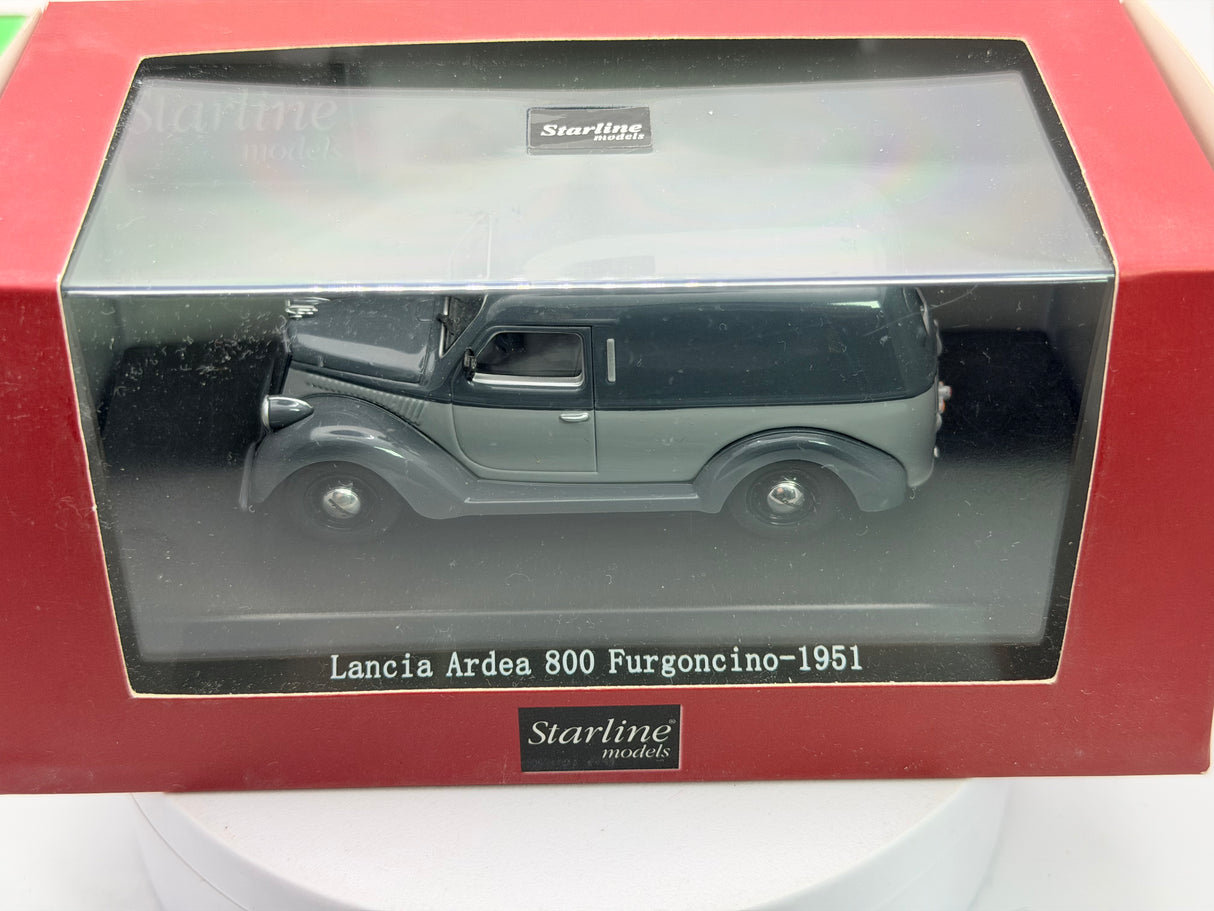 Starline
models
Starline
models
Lancia Ardea 800 Furgoncino-1951
Starline®
models